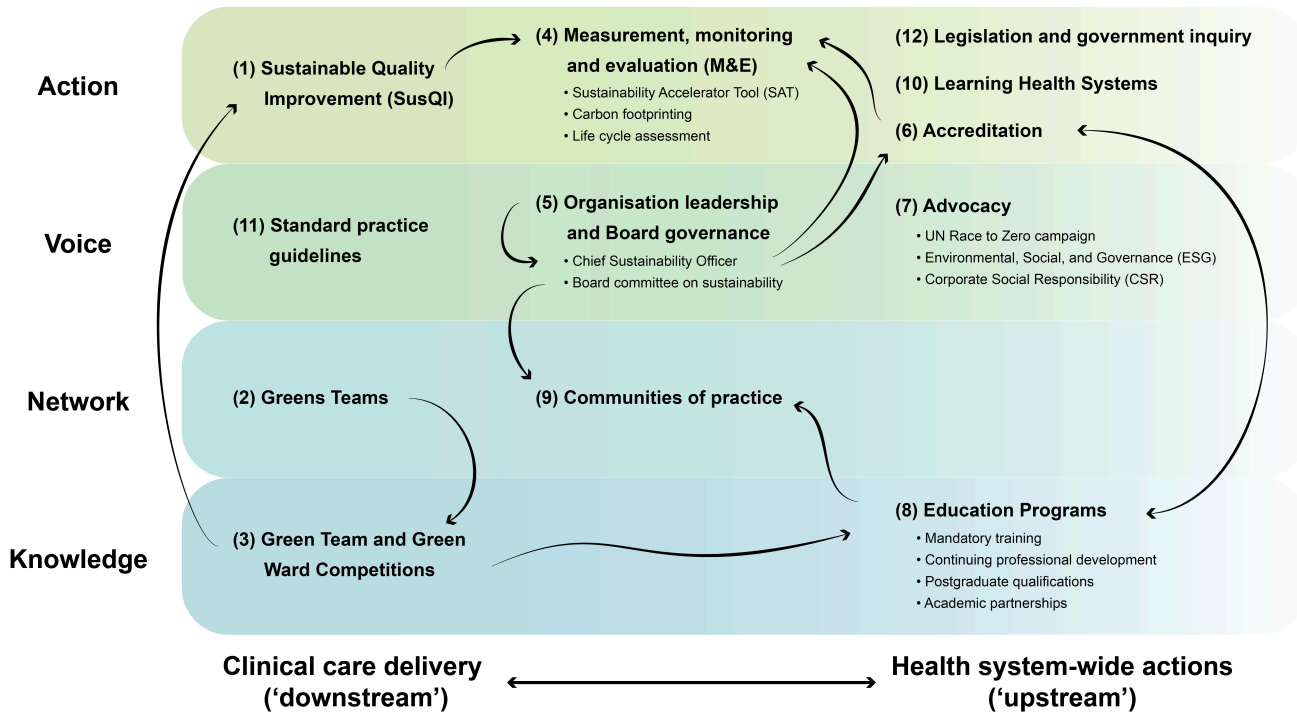 Action
(1) Sustainable Quality
Improvement (SusQI)
(4) Measurement, monitoring
and evaluation (M&E)
• Sustainability Accelerator Tool (SAT)
• Carbon footprinting
• Life cycle assessment
(12) Legislation and government inquiry
(10) Learning Health Systems
(6) Accreditation
Voice
(11) Standard practice
guidelines
(5) Organisation leadership
and Board governance
• Chief Sustainability Officer
• Board committee on sustainability
(7) Advocacy
• UN Race to Zero campaign
• Environmental, Social, and Governance (ESG)
• Corporate Social Responsibility (CSR)
Network
(2) Greens Teams
(9) Communities of practice
Knowledge
(3) Green Team and Green
Ward Competitions
(8) Education Programs
• Mandatory training
• Continuing professional development
• Postgraduate qualifications
• Academic partnerships
Clinical care delivery
(‘downstream’)
Health system-wide actions
(‘upstream’)